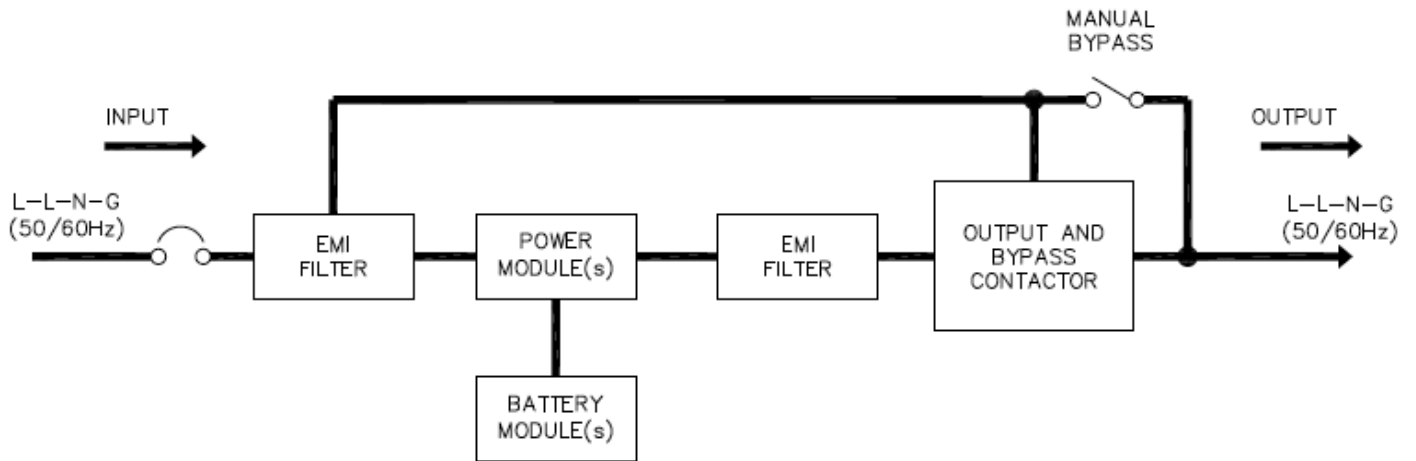 MANUAL
BYPASS
INPUT
OUTPUT
L-L-N-G
(50/60Hz)
EMI
FILTER
POWER
MODULE(s)
EMI
FILTER
OUTPUT AND
BYPASS
CONTACTOR
L-L-N-G
(50/60Hz)
BATTERY
MODULE(s)